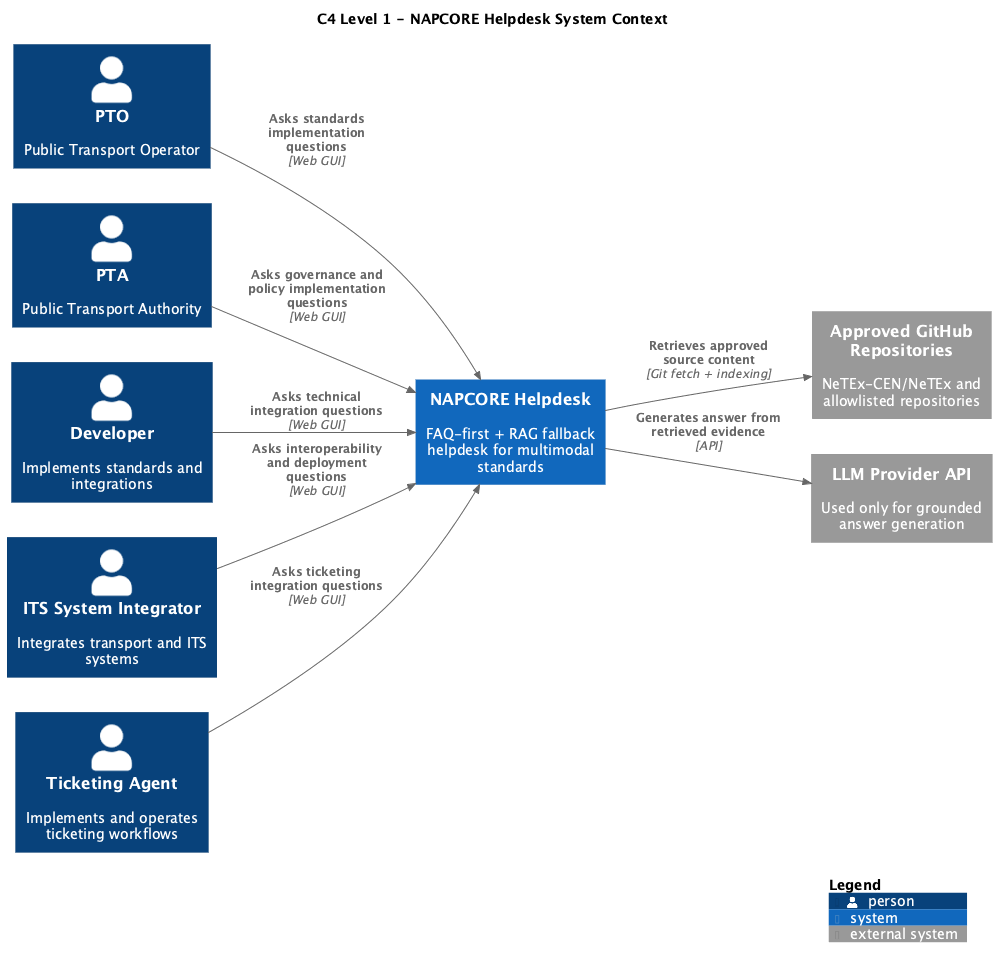 C4 Level 1 – NAPCORE Helpdesk System Context
PTO
Public Transport Operator
Asks standards
implementation
questions
[Web GUI]
PTA
Public Transport Authority
Asks governance and
policy implementation
questions
[Web GUI]
Developer
Implements standards and
integrations
Asks technical
integration questions
[Web GUI]
Asks interoperability
and deployment
questions
[Web GUI]
ITS System Integrator
Integrates transport and ITS
systems
Asks ticketing
integration questions
[Web GUI]
Ticketing Agent
Implements and operates
ticketing workflows
NAPCORE Helpdesk
FAQ–first + RAG fallback
helpdesk for multimodal
standards
Retrieves approved
source content
[Git fetch + indexing]
Generates answer from
retrieved evidence
[API]
Approved GitHub
Repositories
NeTEx–CEN/NeTEx and
allowlisted repositories
LLM Provider API
Used only for grounded
answer generation
Legend
person
system
external system